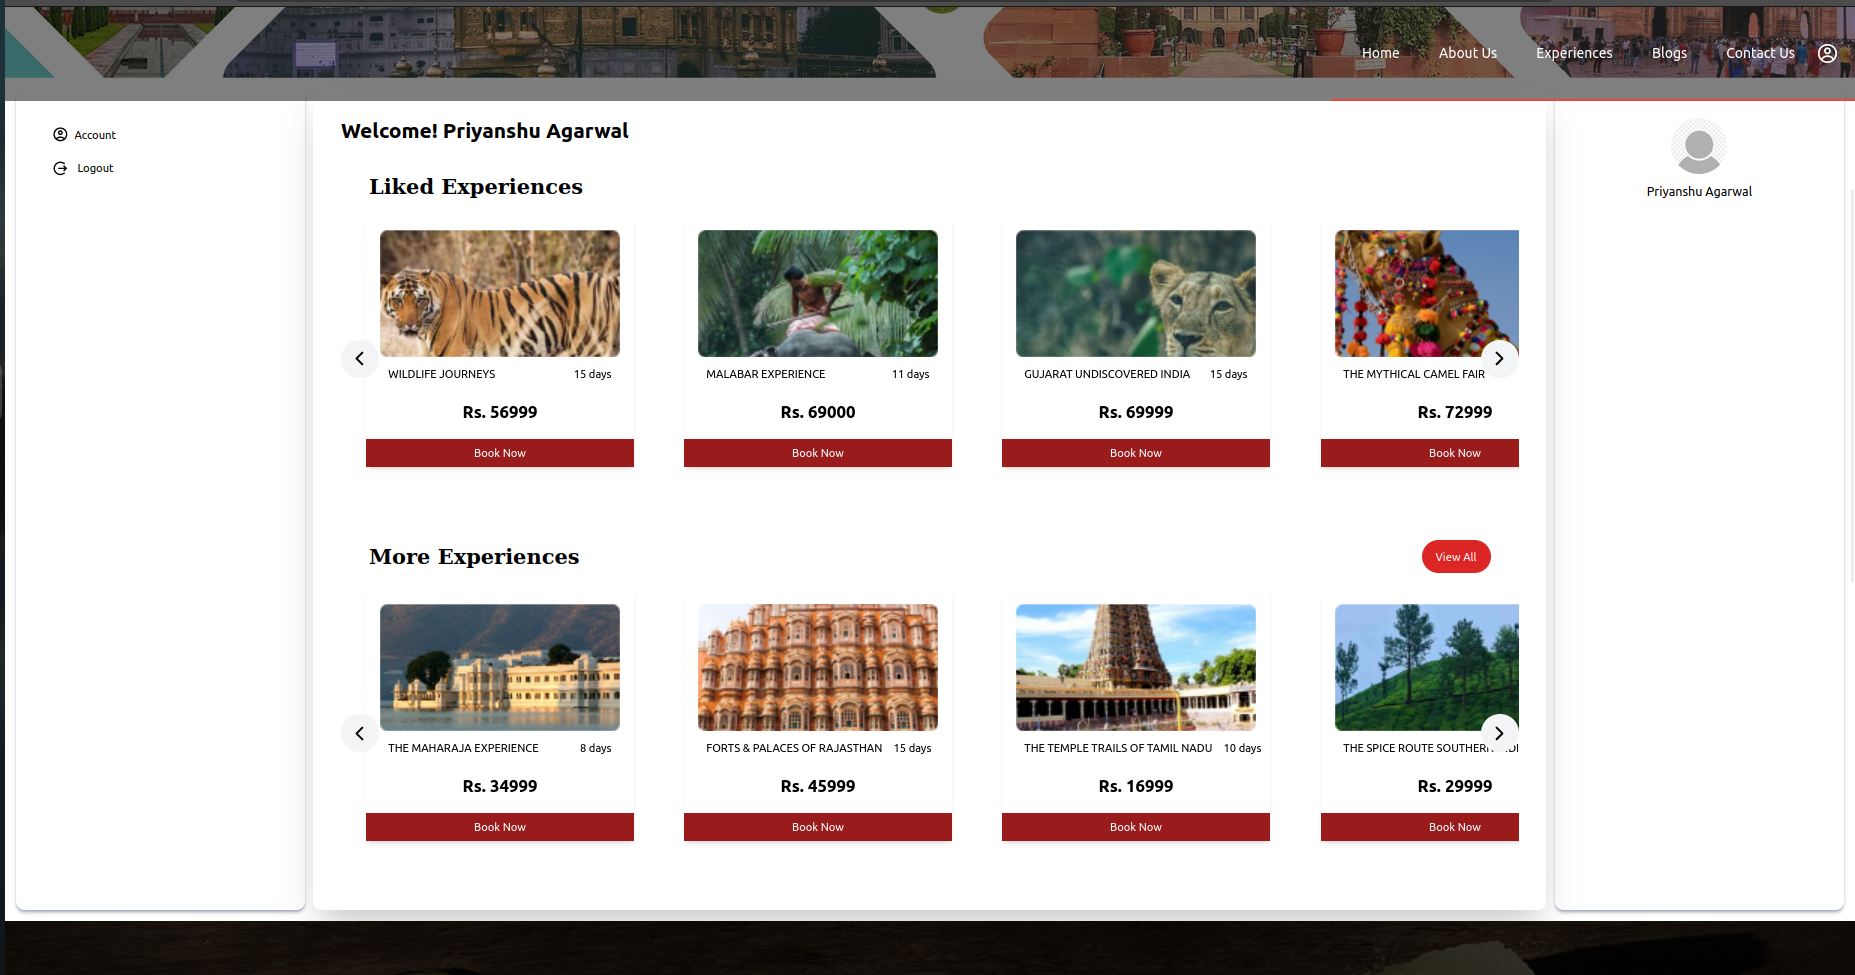 Home About Us Experiences Blogs Contact Us
Account
Logout
Welcome! Priyanshu Agarwal
Priyanshu Agarwal
Liked Experiences
WILDLIFE JOURNEYS 15 days
Rs. 56999
Book Now
MALABAR EXPERIENCE 11 days
Rs. 69000
Book Now
GUJARAT UNDISCOVERED INDIA 15 days
Rs. 69999
Book Now
THE MYTHICAL CAMEL FAIR
Rs. 72999
Book Now
More Experiences
View All
THE MAHARAJA EXPERIENCE 8 days
Rs. 34999
Book Now
FORTS & PALACES OF RAJASTHAN 15 days
Rs. 45999
Book Now
THE TEMPLE TRAILS OF TAMIL NADU 10 days
Rs. 16999
Book Now
THE SPICE ROUTE SOUTHERN
Rs. 29999
Book Now